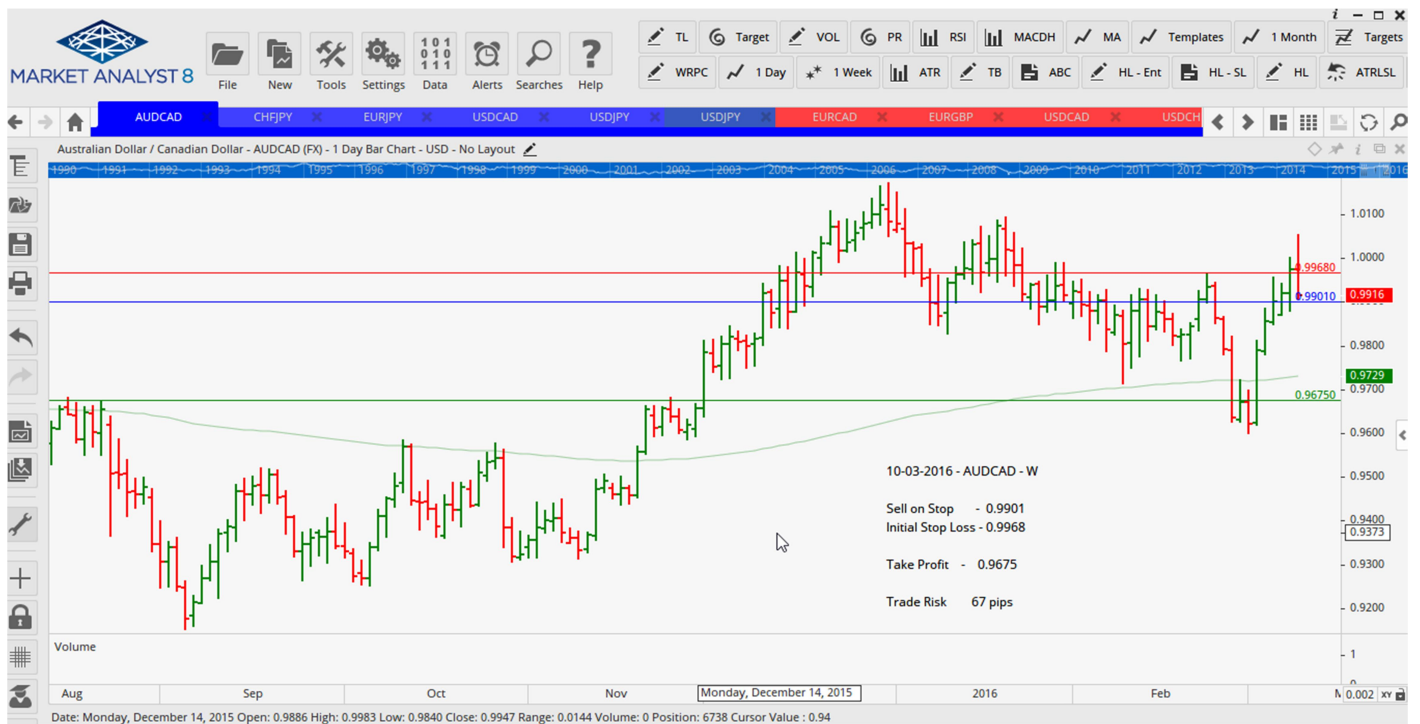 MARKET ANALYST 8
File New Tools Settings Data Alerts Searches Help
101
010
111
TL Target VOL PR RSI MACDH MA Templates 1 Month Targets
WRPC 1 Day 1 Week ATR TB ABC HL - Ent HL - SL HL ATRLSL
AUDCAD CHFJPY EURJPY USDCAD USDJPY USDJPY EURCAD EURGBP USDCAD USDCH
Australian Dollar / Canadian Dollar - AUDCAD (FX) - 1 Day Bar Chart - USD - No Layout
1990 1991 1992 1993 1994 1995 1996 1997 1998 1999 2000 2001 2002 2003 2004 2005 2006 2007 2008 2009 2010 2011 2012 2013 2014 2015 2016
1.0100
1.0000
0.99680
0.99010
0.9916
0.9800
0.9729
0.9700
0.96750
0.9600
0.9500
0.9400
0.9373
0.9300
0.9200
10-03-2016 - AUDCAD - W
Sell on Stop - 0.9901
Initial Stop Loss - 0.9968
Take Profit - 0.9675
Trade Risk 67 pips
Volume
1
Aug Sep Oct Nov Monday, December 14, 2015 2016 Feb 0.002 XY
Date: Monday, December 14, 2015 Open: 0.9886 High: 0.9983 Low: 0.9840 Close: 0.9947 Range: 0.0144 Volume: 0 Position: 6738 Cursor Value : 0.94